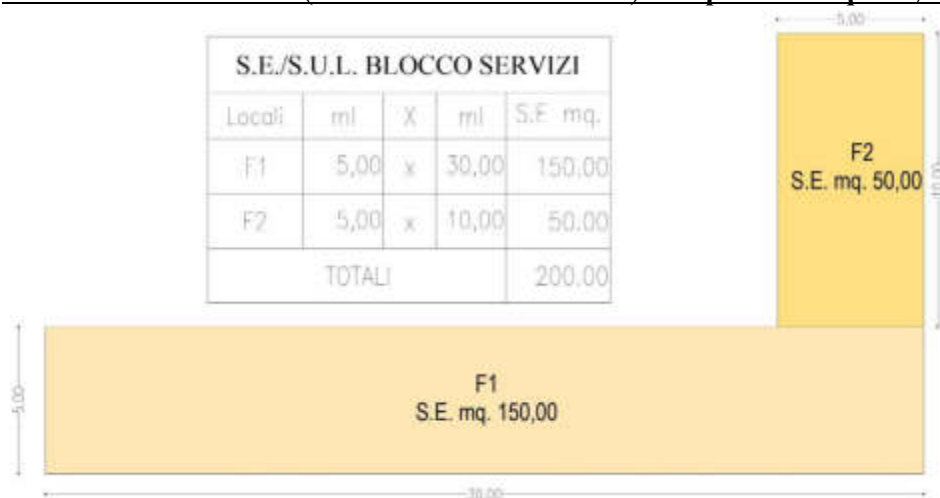 5.00
S.E./S.U.L. BLOCCO SERVIZI
Locali ml X ml S.E. mq.
F1 5,00 x 30,00 150.00
F2 5,00 x 10,00 50.00
TOTALI 200.00
F2
S.E. mq. 50,00
10.00
F1
S.E. mq. 150,00
5.00
30.00